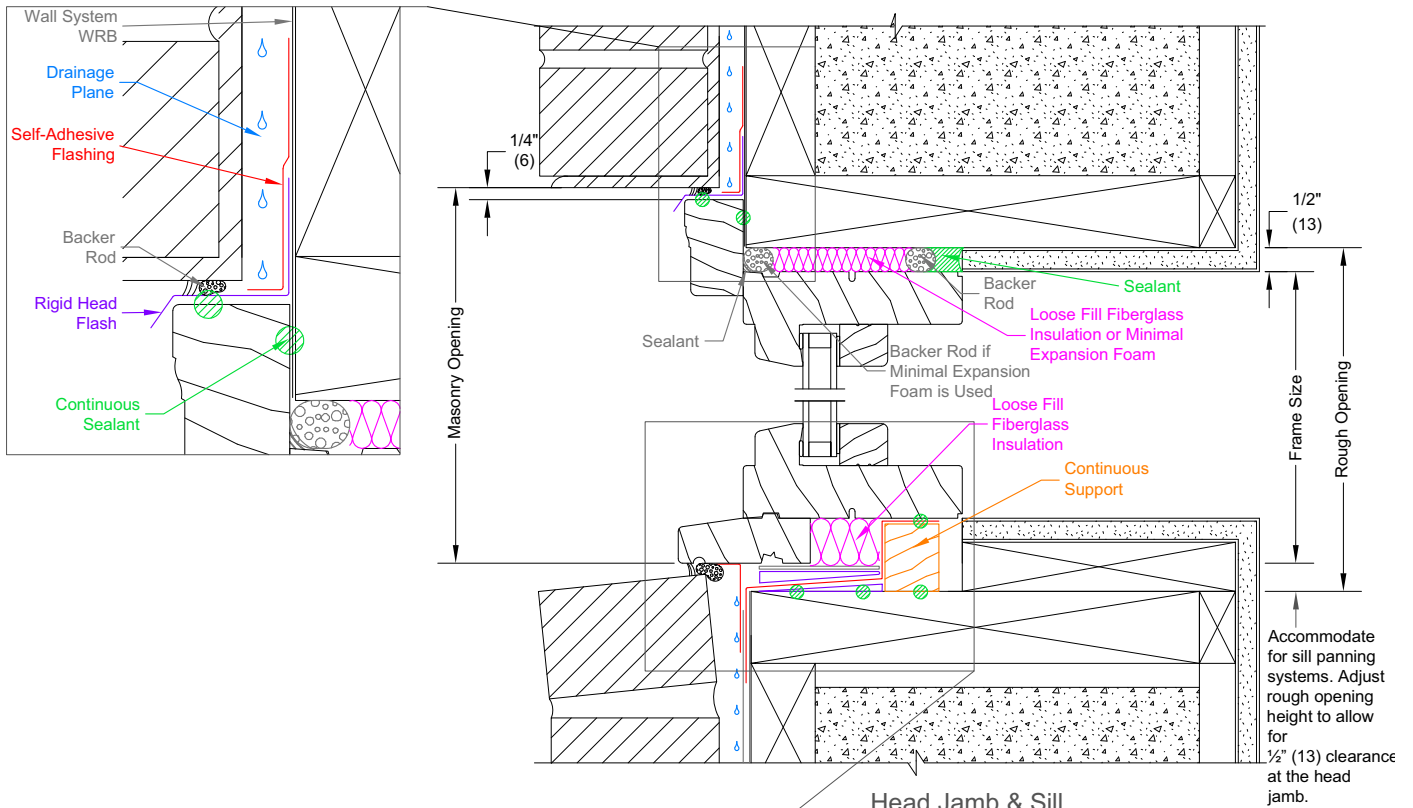 Wall System
WRB
Drainage
Plane
Self-Adhesive
Flashing
Backer
Rod
Rigid Head
Flash
Continuous
Sealant
1/4"
(6)
Masonry Opening
Sealant
Backer Rod if
Minimal Expansion
Foam is Used
Backer
Rod
Sealant
Loose Fill Fiberglass
Insulation or Minimal
Expansion Foam
1/2"
(13)
Frame Size
Rough Opening
Loose Fill
Fiberglass
Insulation
Continuous
Support
Accommodate
for sill panning
systems. Adjust
rough opening
height to allow
for
½” (13) clearance
at the head
jamb.
Head Jamb & Sill